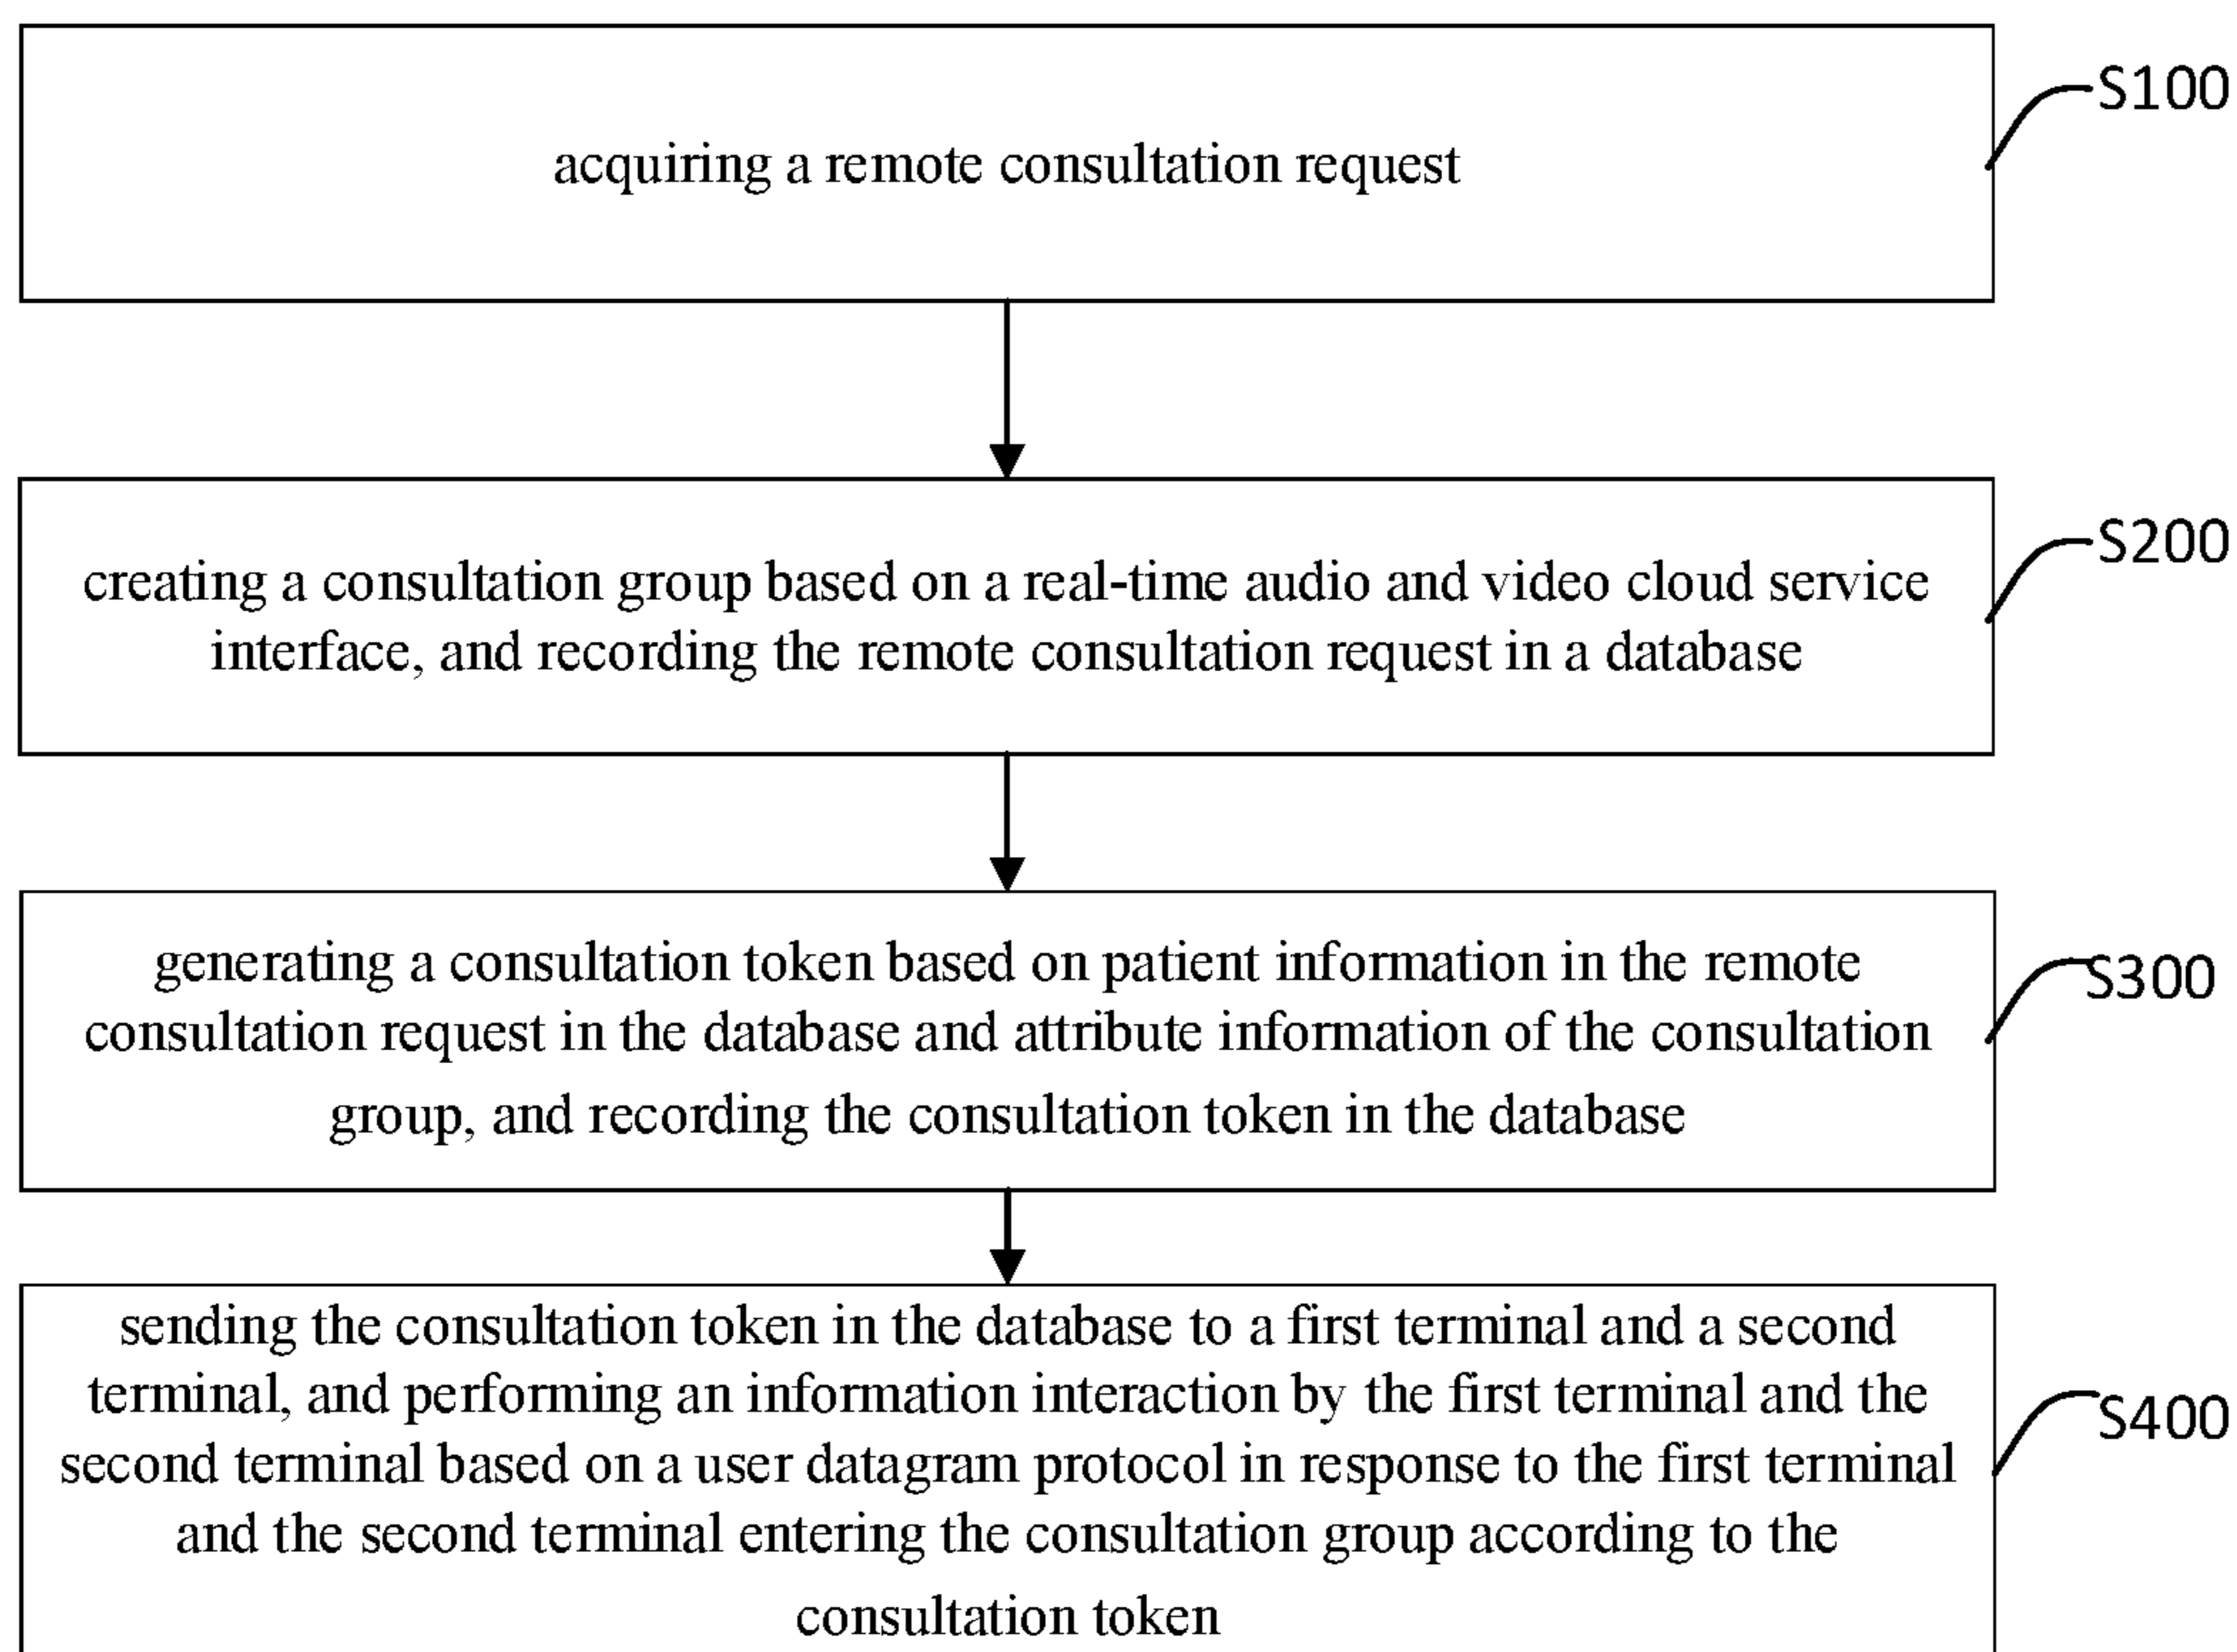 acquiring a remote consultation request
S100
creating a consultation group based on a real-time audio and video cloud service
interface, and recording the remote consultation request in a database
S200
generating a consultation token based on patient information in the remote
consultation request in the database and attribute information of the consultation
group, and recording the consultation token in the database
S300
sending the consultation token in the database to a first terminal and a second
terminal, and performing an information interaction by the first terminal and the
second terminal based on a user datagram protocol in response to the first terminal
and the second terminal entering the consultation group according to the
consultation token
S400